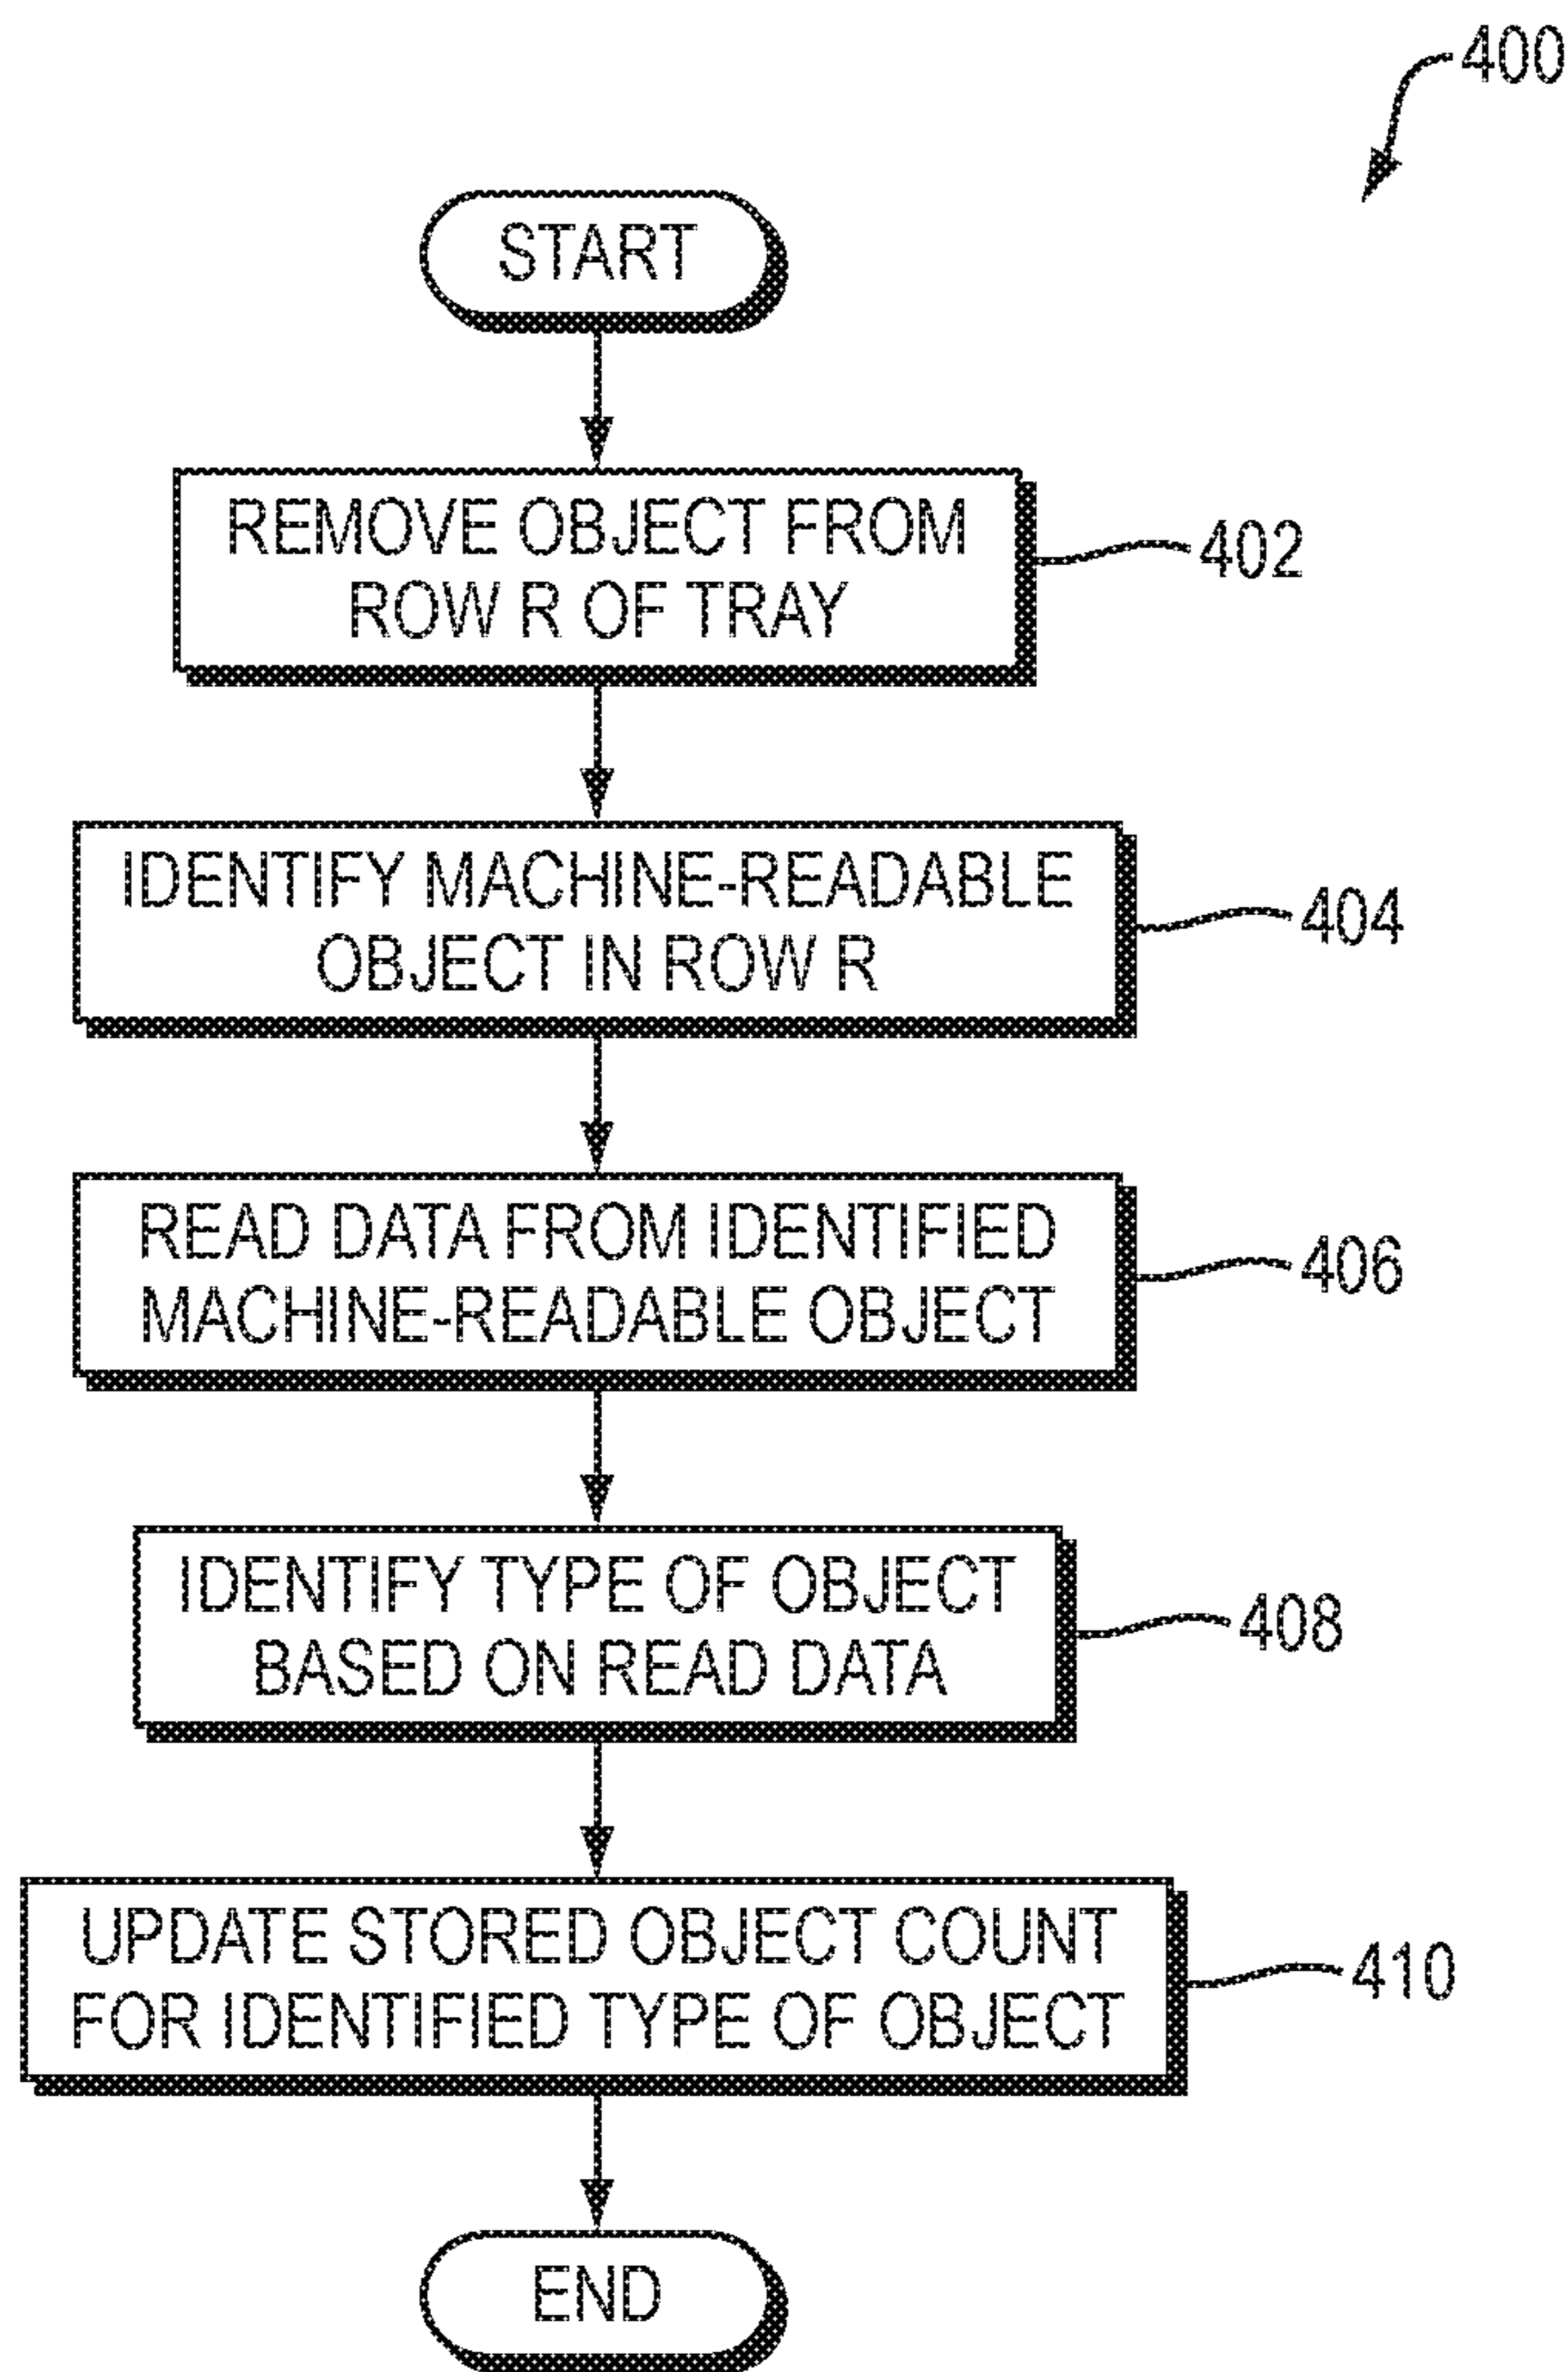 400
START
REMOVE OBJECT FROM
ROW R OF TRAY
402
IDENTIFY MACHINE-READABLE
OBJECT IN ROW R
404
READ DATA FROM IDENTIFIED
MACHINE-READABLE OBJECT
406
IDENTIFY TYPE OF OBJECT
BASED ON READ DATA
408
UPDATE STORED OBJECT COUNT
FOR IDENTIFIED TYPE OF OBJECT
410
END